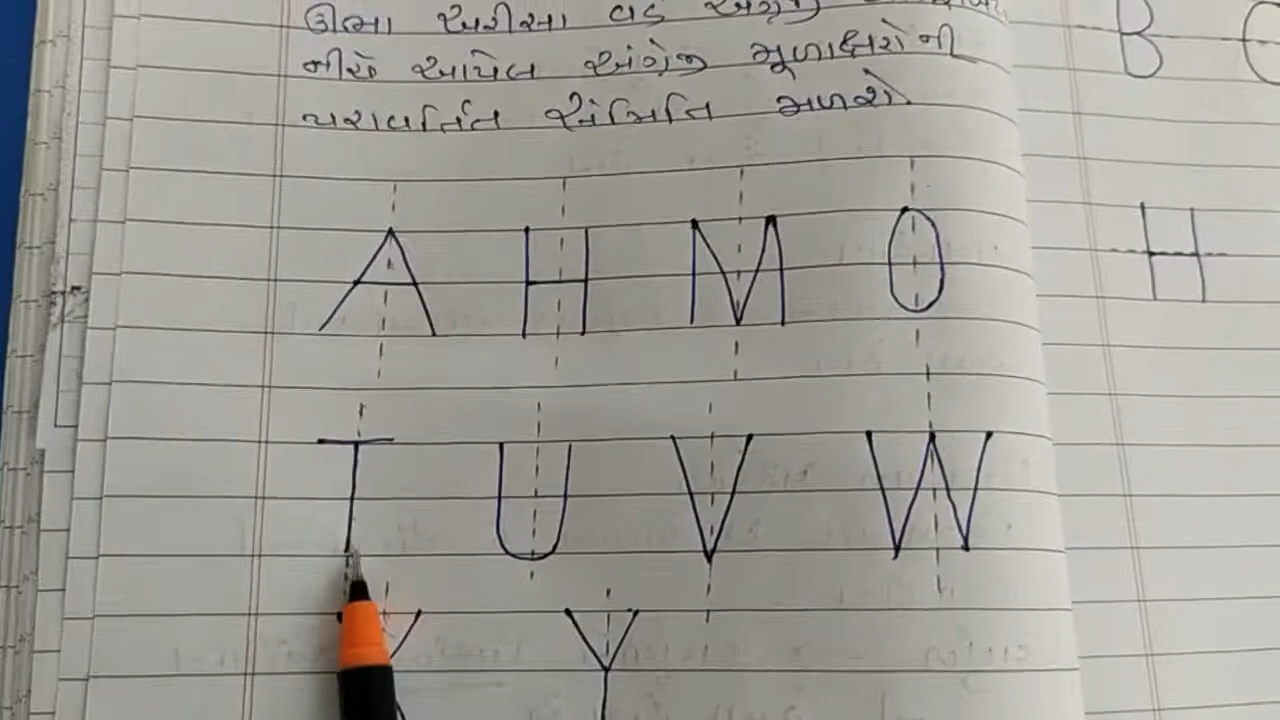 ઊભા અરીસા વડે અંગ્રેજી
નીચે આપેલ અંગ્રેજી મૂળાક્ષરોની
પરાવર્તિત સંમિતિ મળશે.
A H M O
T U V W
Y
B C
H